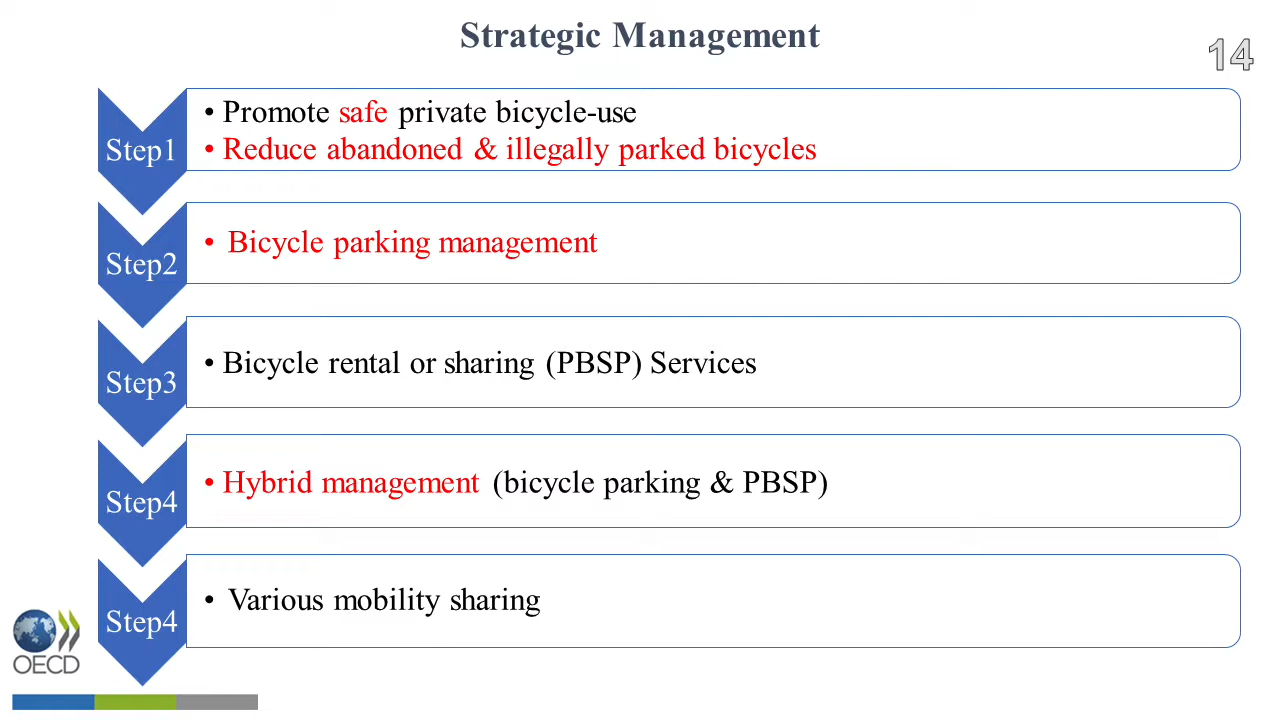 Strategic Management
14
Step1
• Promote safe private bicycle-use
• Reduce abandoned & illegally parked bicycles
Step2
• Bicycle parking management
Step3
• Bicycle rental or sharing (PBSP) Services
Step4
• Hybrid management (bicycle parking & PBSP)
Step4
• Various mobility sharing
OECD